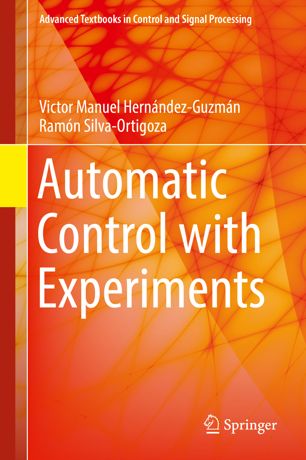 Advanced Textbooks in Control and Signal Processing
Victor Manuel Hernández-Guzmán
Ramón Silva-Ortigoza
Automatic
Control with
Experiments
Springer